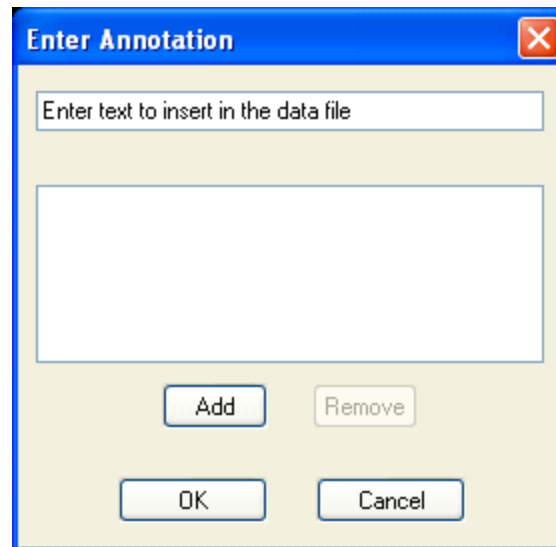 Enter Annotation
Enter text to insert in the data file
Add Remove
OK Cancel